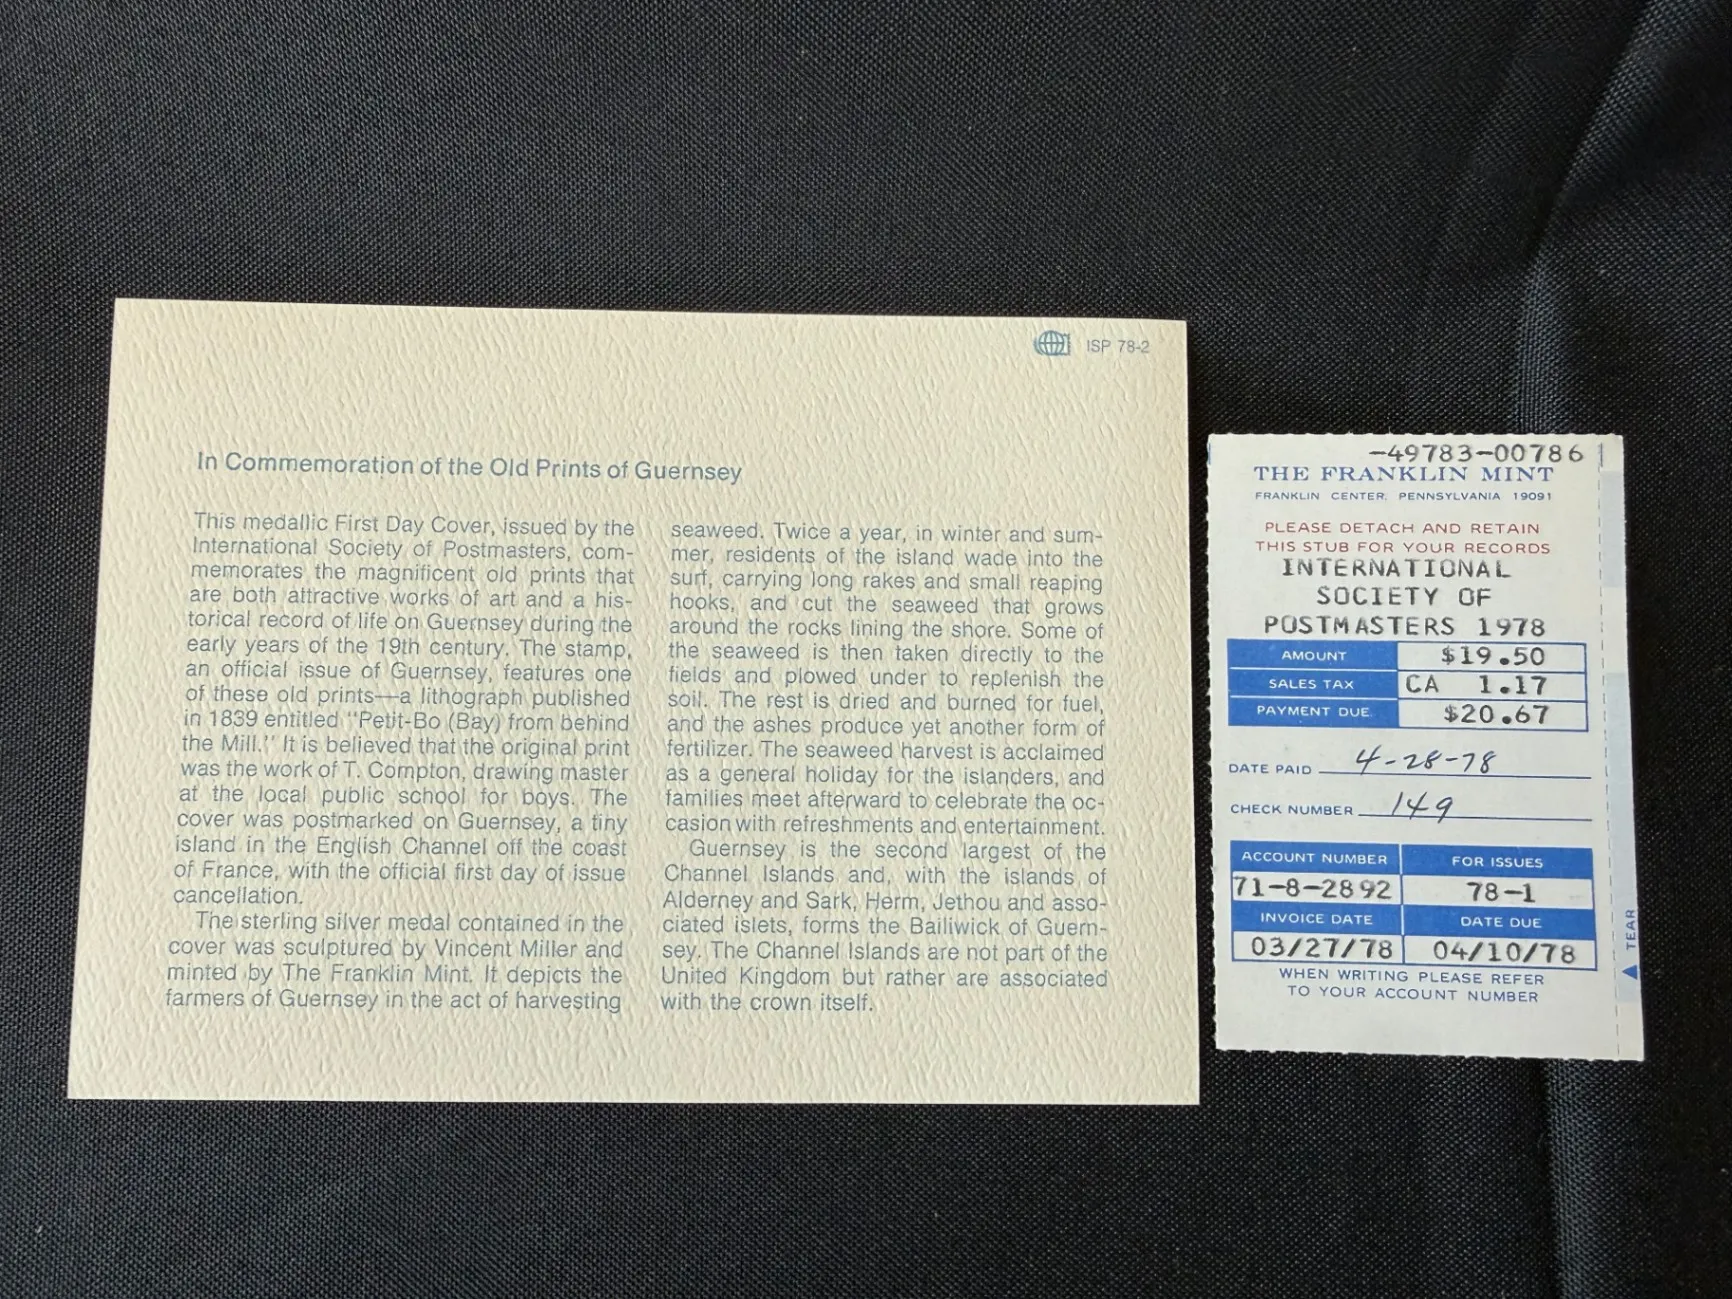 ISP 78-2
In Commemoration of the Old Prints of Guernsey
This medallic First Day Cover, issued by the
International Society of Postmasters, com-
memorates the magnificent old prints that
are both attractive works of art and a his-
torical record of life on Guernsey during the
early years of the 19th century. The stamp,
an official issue of Guernsey, features one
of these old prints—a lithograph published
in 1839 entitled "Petit-Bo (Bay) from behind
the Mill." It is believed that the original print
was the work of T. Compton, drawing master
at the local public school for boys. The
cover was postmarked on Guernsey, a tiny
island in the English Channel off the coast
of France, with the official first day of issue
cancellation.
The sterling silver medal contained in the
cover was sculptured by Vincent Miller and
minted by The Franklin Mint. It depicts the
farmers of Guernsey in the act of harvesting
seaweed. Twice a year, in winter and sum-
mer, residents of the island wade into the
surf, carrying long rakes and small reaping
hooks, and cut the seaweed that grows
around the rocks lining the shore. Some of
the seaweed is then taken directly to the
fields and plowed under to replenish the
soil. The rest is dried and burned for fuel,
and the ashes produce yet another form of
fertilizer. The seaweed harvest is acclaimed
as a general holiday for the islanders, and
families meet afterward to celebrate the oc-
casion with refreshments and entertainment.
Guernsey is the second largest of the
Channel Islands and, with the islands of
Alderney and Sark, Herm, Jethou and asso-
ciated islets, forms the Bailiwick of Guern-
sey. The Channel Islands are not part of the
United Kingdom but rather are associated
with the crown itself.
-49783-00786
THE FRANKLIN MINT
FRANKLIN CENTER, PENNSYLVANIA 19091
PLEASE DETACH AND RETAIN
THIS STUB FOR YOUR RECORDS
INTERNATIONAL
SOCIETY OF
POSTMASTERS 1978
AMOUNT $19.50
SALES TAX CA 1.17
PAYMENT DUE $20.67
DATE PAID 4-28-78
CHECK NUMBER 149
ACCOUNT NUMBER FOR ISSUES
71-8-2892 78-1
INVOICE DATE DATE DUE
03/27/78 04/10/78
WHEN WRITING PLEASE REFER
TO YOUR ACCOUNT NUMBER
TEAR